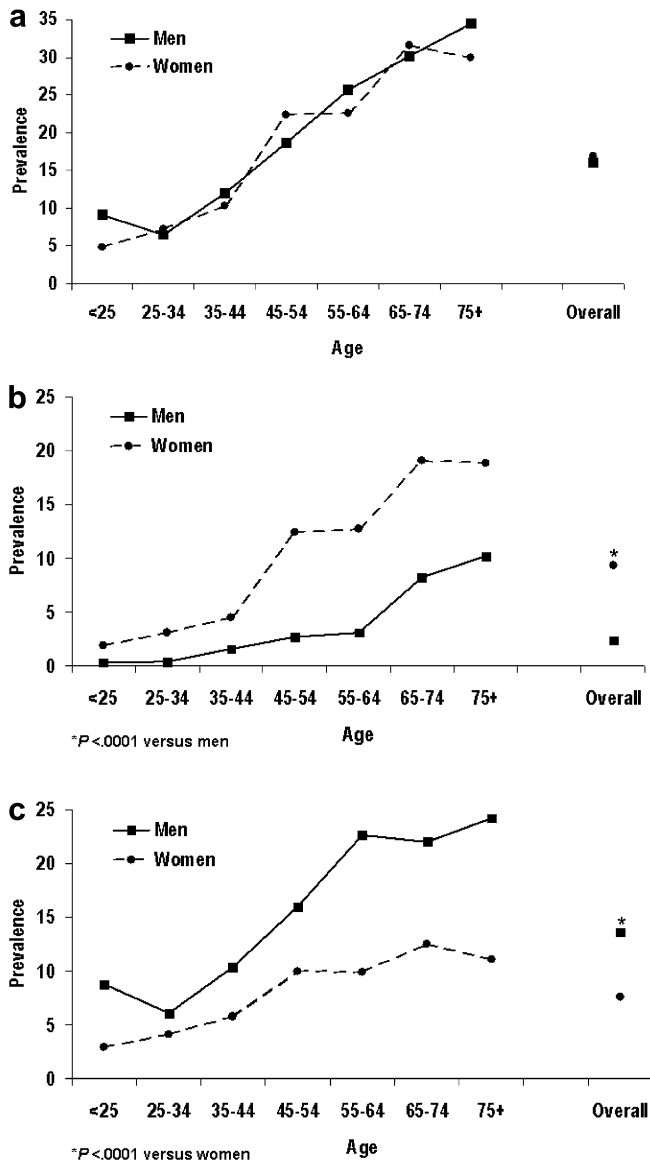 a
35
30
25
20
15
10
5
0
Prevalence
Men
Women
<25 25-34 35-44 45-54 55-64 65-74 75+ Overall
Age
b
25
20
15
10
5
0
Prevalence
Men
Women
*
<25 25-34 35-44 45-54 55-64 65-74 75+ Overall
Age
*P <.0001 versus men
c
25
20
15
10
5
0
Prevalence
Men
Women
*
<25 25-34 35-44 45-54 55-64 65-74 75+ Overall
Age
*P <.0001 versus women